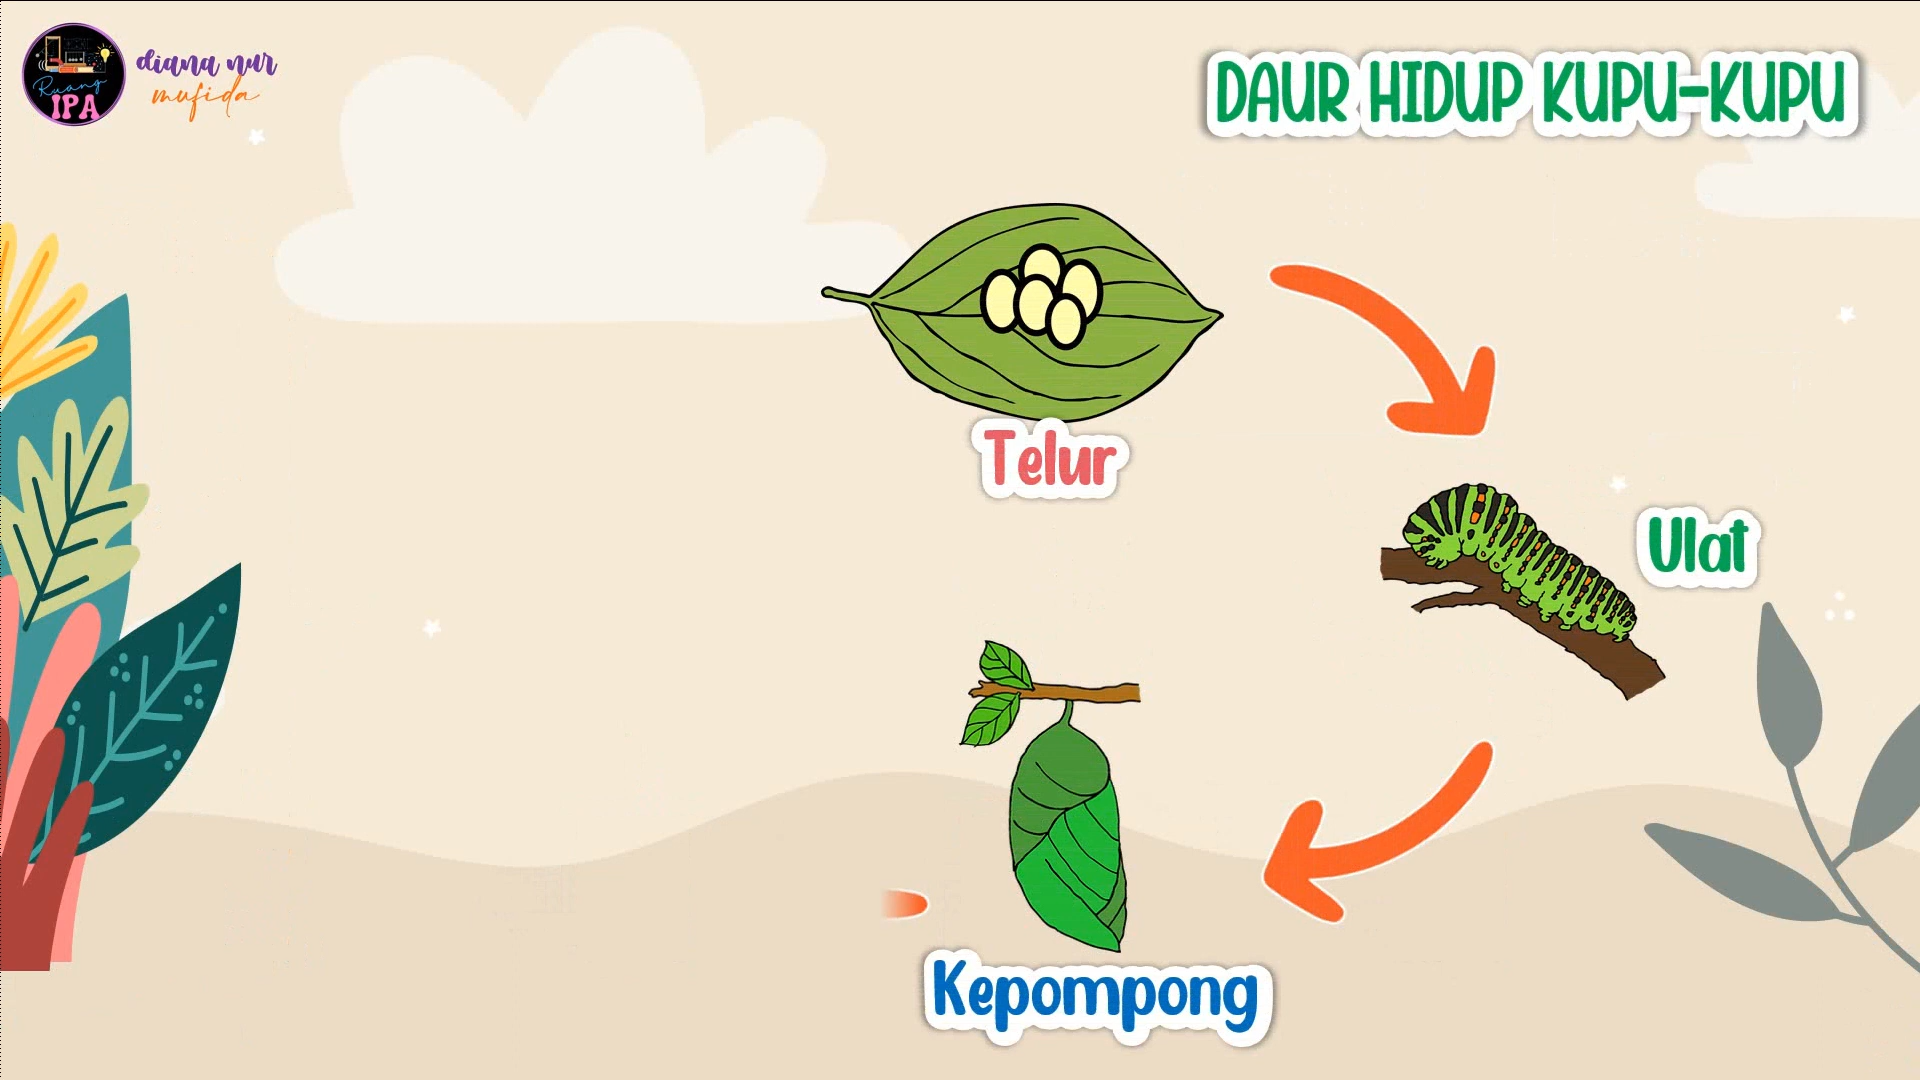 Ruang
IPA
diana nur
mufida
DAUR HIDUP KUPU-KUPU
Telur
Ulat
Kepompong